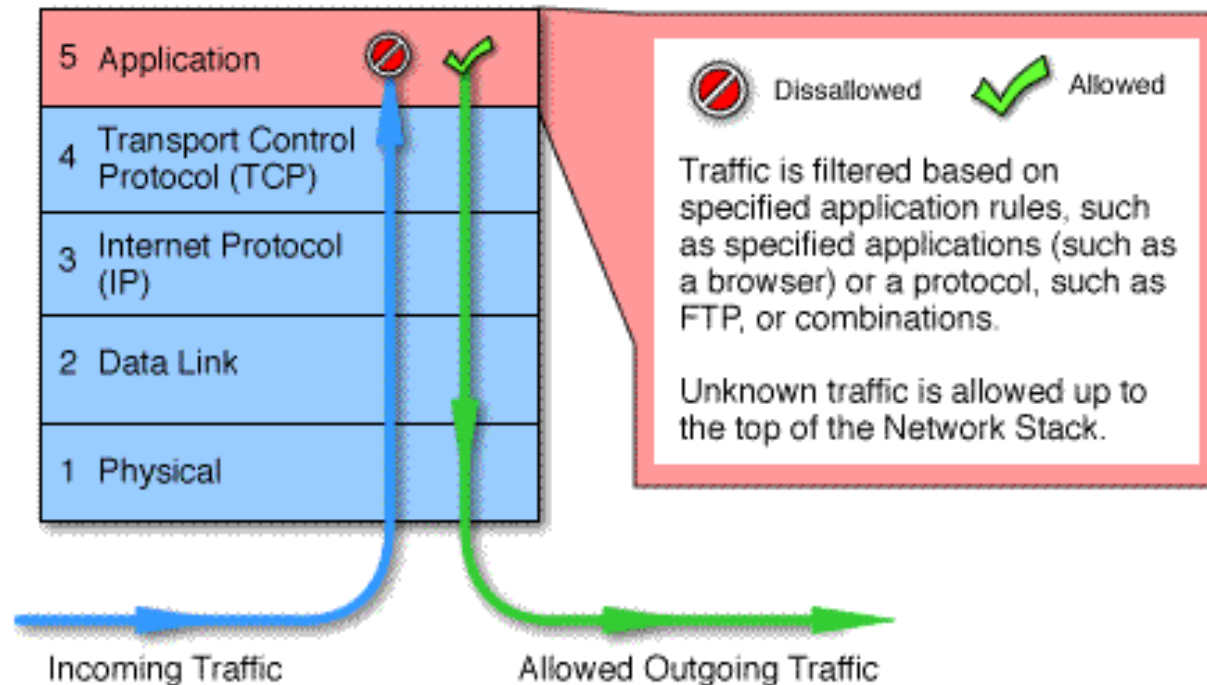 5 Application
4 Transport Control
Protocol (TCP)
3 Internet Protocol
(IP)
2 Data Link
1 Physical
Incoming Traffic
Allowed Outgoing Traffic
Dissallowed
Allowed
Traffic is filtered based on
specified application rules, such
as specified applications (such as
a browser) or a protocol, such as
FTP, or combinations.
Unknown traffic is allowed up to
the top of the Network Stack.